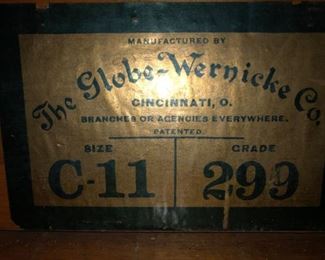 MANUFACTURED BY
The Globe-Wernicke Co.
CINCINNATI, O.
BRANCHES OR AGENCIES EVERYWHERE.
PATENTED.
SIZE GRADE
C-11 299